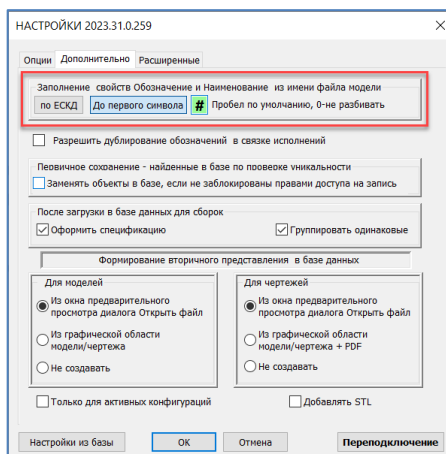 НАСТРОЙКИ 2023.31.0.259
Опции Дополнительно Расширенные
Заполнение свойств Обозначение и Наименование из имени файла модели
по ЕСКД До первого символа # Пробел по умолчанию, 0-не разбивать
Разрешить дублирование обозначений в связке исполнений
Первичное сохранение - найденные в базе по проверке уникальности
Заменять объекты в базе, если не заблокированы правами доступа на запись
После загрузки в базе данных для сборок
Оформить спецификацию Группировать одинаковые
Формирование вторичного представления в базе данных
Для моделей
Из окна предварительного
просмотра диалога Открыть файл
Из графической области
модели/чертежа
Не создавать
Для чертежей
Из окна предварительного
просмотра диалога Открыть файл
Из графической области
модели/чертежа + PDF
Не создавать
Только для активных конфигураций Добавлять STL
Настройки из базы OK Отмена Переподключение